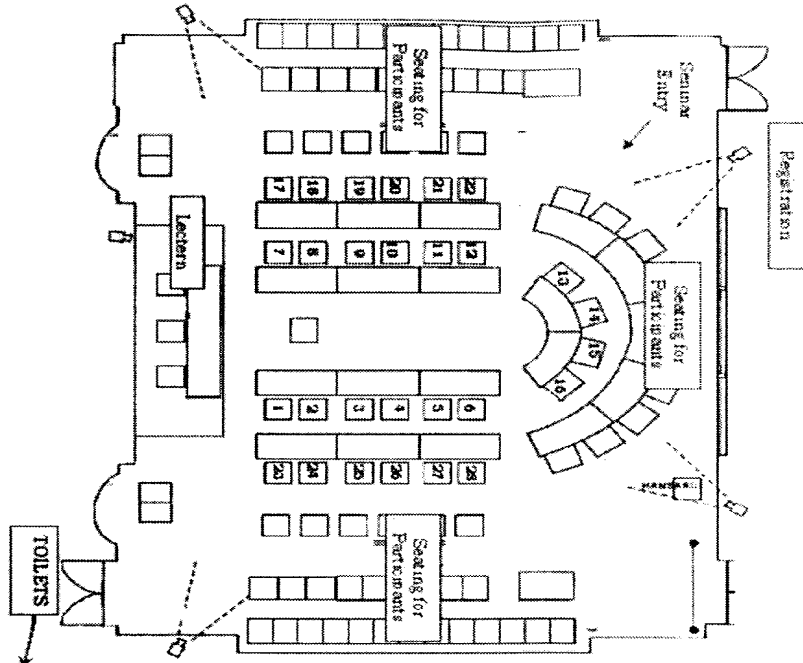 Seating for
Participants
Seminar
Entry
Registration
17 18 19 20 21 22
Lectern
7 8 9 10 11 12
13
14
15
16
Seating for
Participants
1 2 3 4 5 6
23 24 25 26 27 28
Seating for
Participants
TOILETS